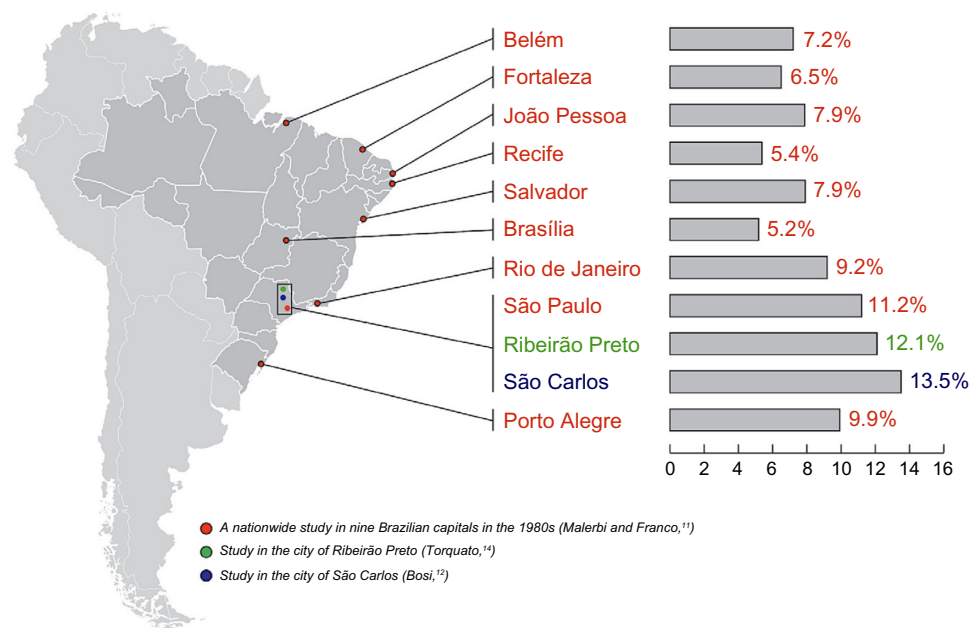 Belém 7.2%
Fortaleza 6.5%
João Pessoa 7.9%
Recife 5.4%
Salvador 7.9%
Brasília 5.2%
Rio de Janeiro 9.2%
São Paulo 11.2%
Ribeirão Preto 12.1%
São Carlos 13.5%
Porto Alegre 9.9%
0 2 4 6 8 10 12 14 16
A nationwide study in nine Brazilian capitals in the 1980s (Malerbi and Franco,¹¹)
Study in the city of Ribeirão Preto (Torquato,¹⁴)
Study in the city of São Carlos (Bosi,¹²)